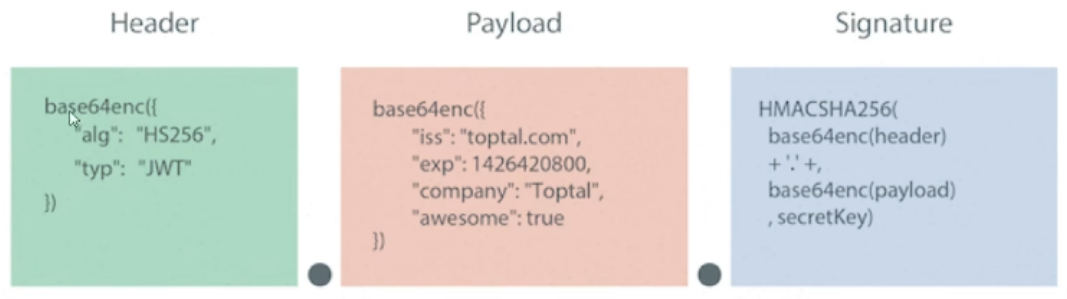 Header
base64enc({
"alg": "HS256",
"typ": "JWT"
})
Payload
base64enc({
"iss": "toptal.com",
"exp": 1426420800,
"company": "Toptal",
"awesome": true
})
Signature
HMACSHA256(
base64enc(header)
+ '.' +,
base64enc(payload)
, secretKey)